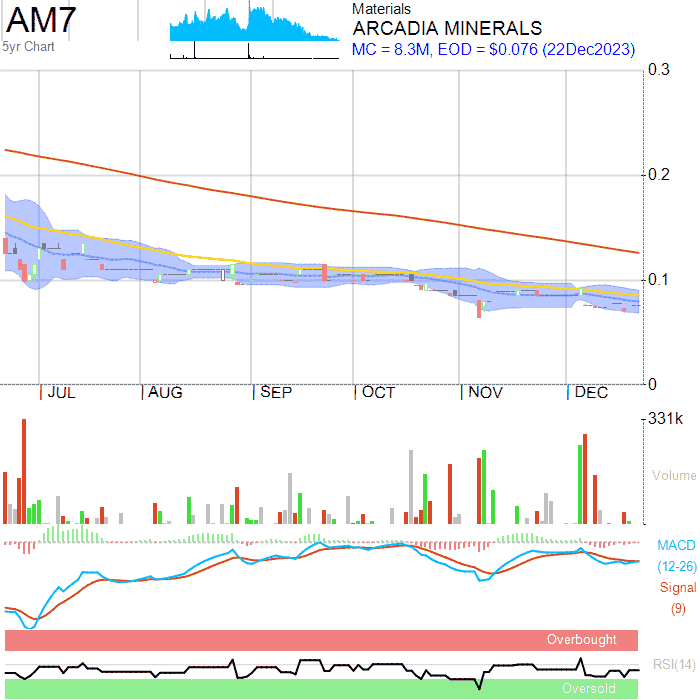 AM7
5yr Chart
Materials
ARCADIA MINERALS
MC = 8.3M, EOD = $0.076 (22Dec2023)
0.3
0.2
0.1
0
JUL AUG SEP OCT NOV DEC
331k
Volume
MACD
(12-26)
Signal
(9)
Overbought
RSI(14)
Oversold